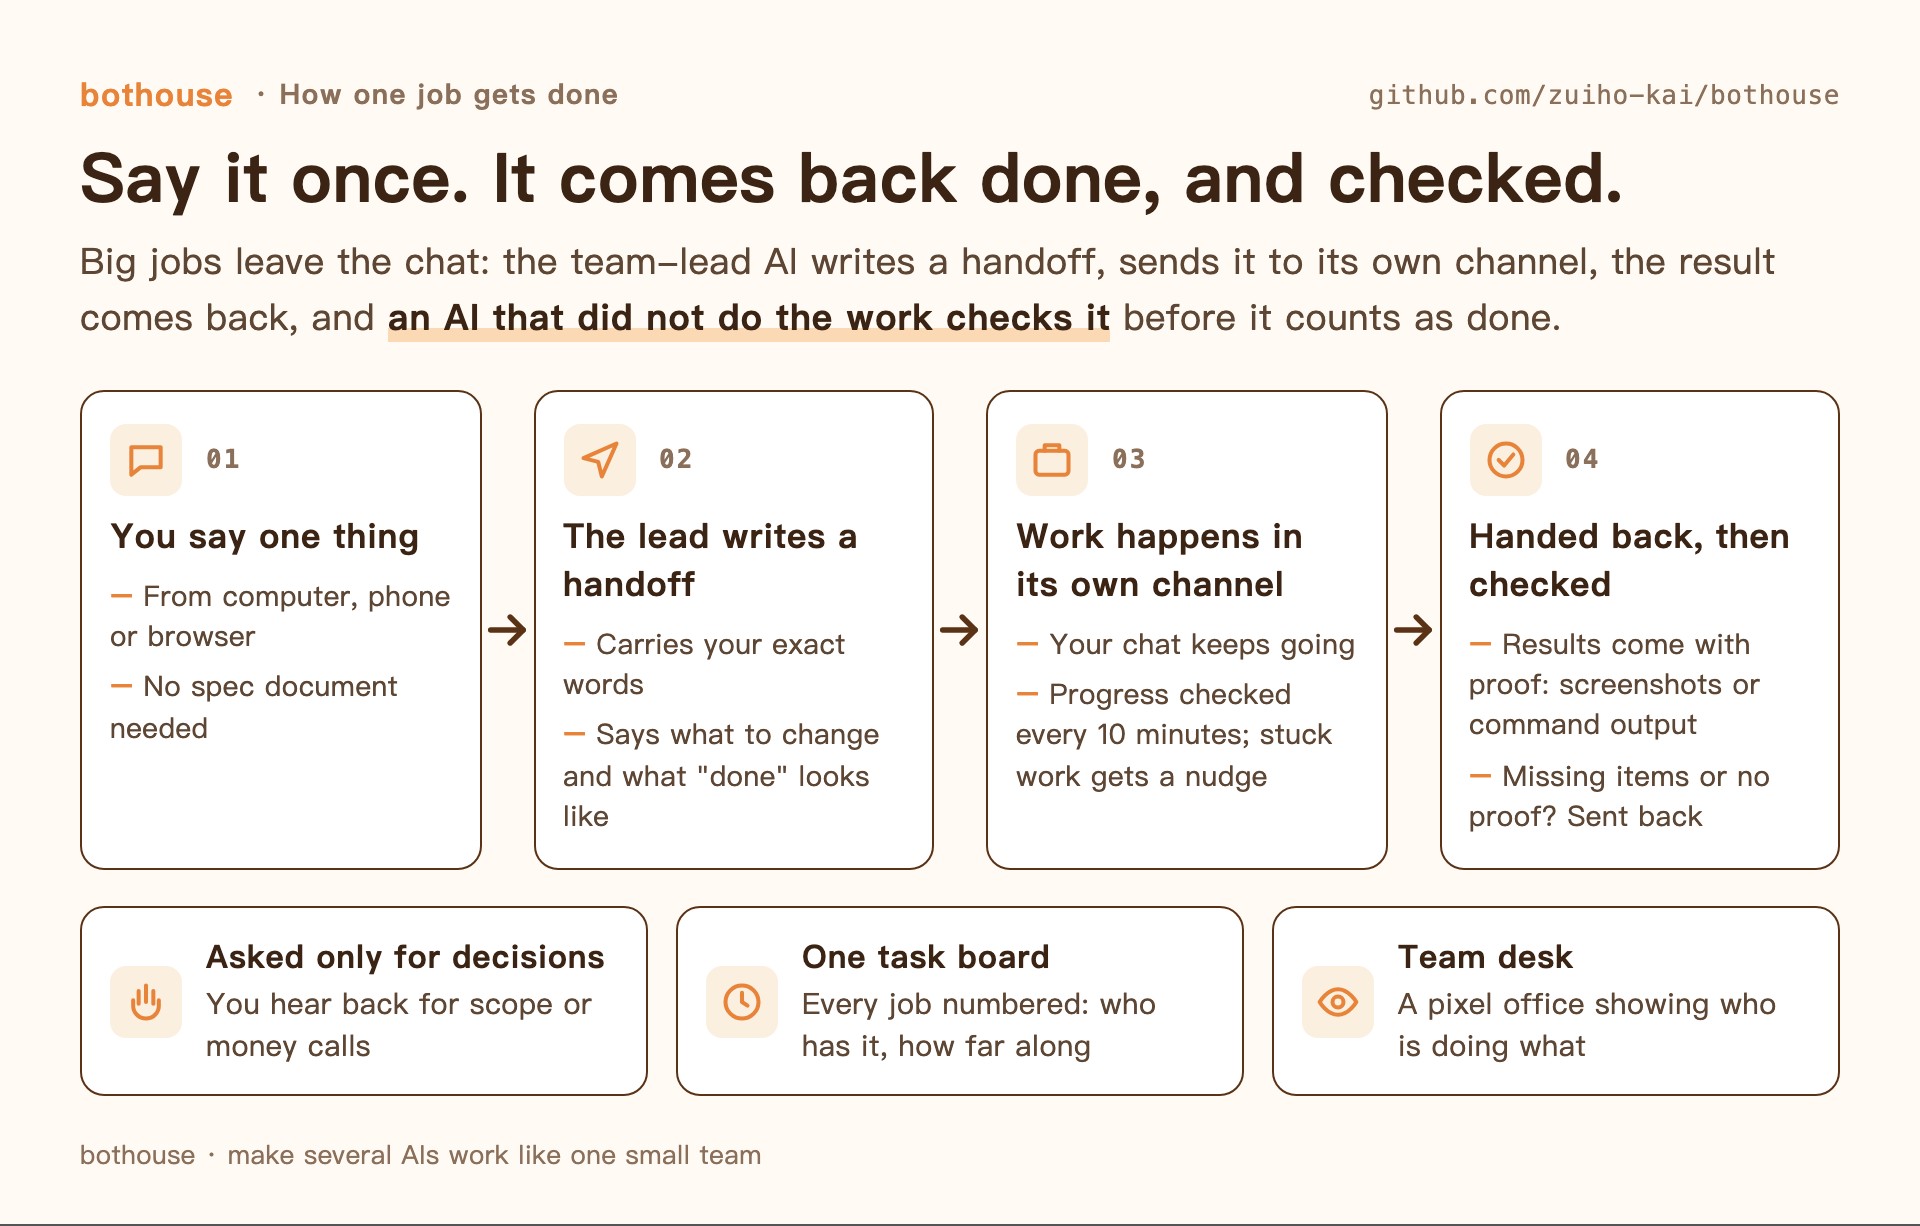 bothouse · How one job gets done
github.com/zuiho-kai/bothouse
Say it once. It comes back done, and checked.
Big jobs leave the chat: the team–lead AI writes a handoff, sends it to its own channel, the result
comes back, and an AI that did not do the work checks it before it counts as done.
01
You say one thing
— From computer, phone
or browser
— No spec document
needed
02
The lead writes a
handoff
— Carries your exact
words
— Says what to change
and what "done" looks
like
03
Work happens in
its own channel
— Your chat keeps going
— Progress checked
every 10 minutes; stuck
work gets a nudge
04
Handed back, then
checked
— Results come with
proof: screenshots or
command output
— Missing items or no
proof? Sent back
Asked only for decisions
You hear back for scope or
money calls
One task board
Every job numbered: who
has it, how far along
Team desk
A pixel office showing who
is doing what
bothouse · make several AIs work like one small team